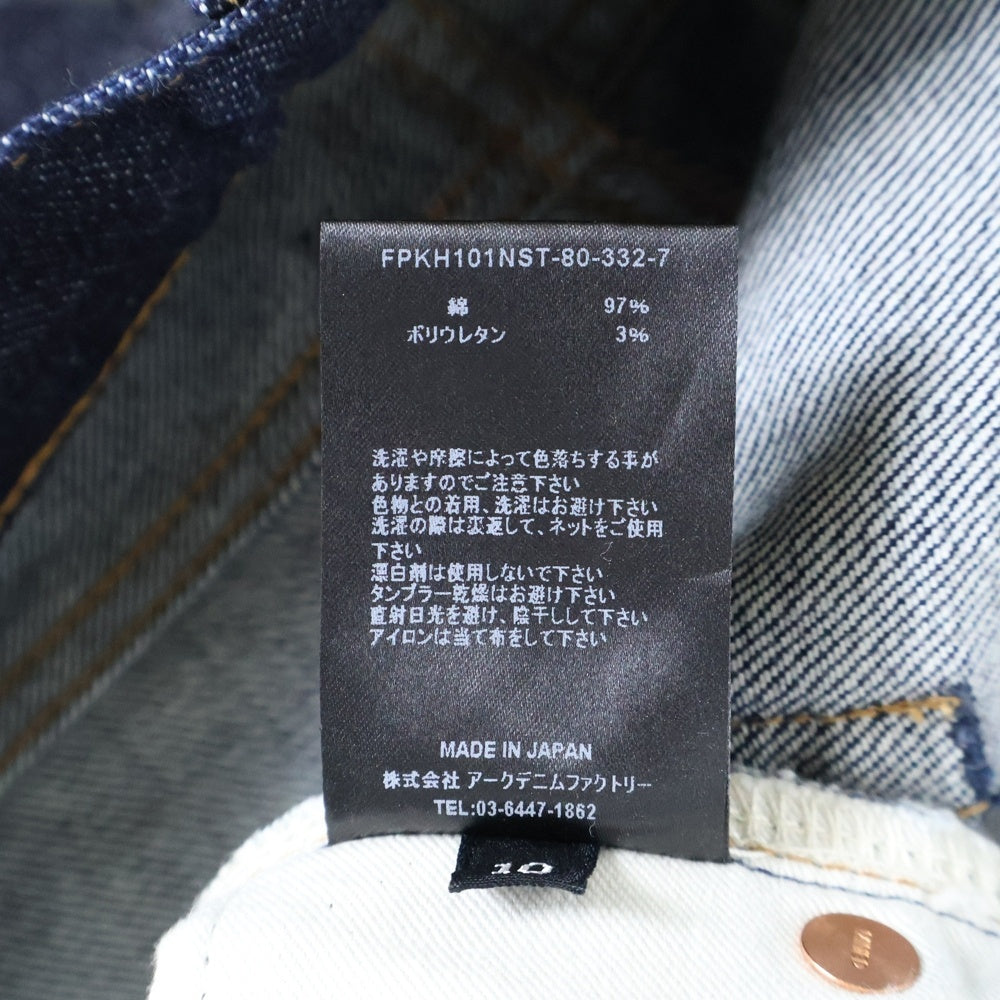 FPKH101NST-80-332-7
綿 97%
ポリウレタン 3%
洗濯や摩擦によって色落ちする事が
ありますのでご注意下さい
色物との着用、洗濯はお避け下さい
洗濯の際は裏返して、ネットをご使用
下さい
漂白剤は使用しないで下さい
タンブラー乾燥はお避け下さい
直射日光を避け、陰干しして下さい
アイロンは当て布をして下さい
MADE IN JAPAN
株式会社 アークデニムファクトリー
TEL:03-6447-1862
10